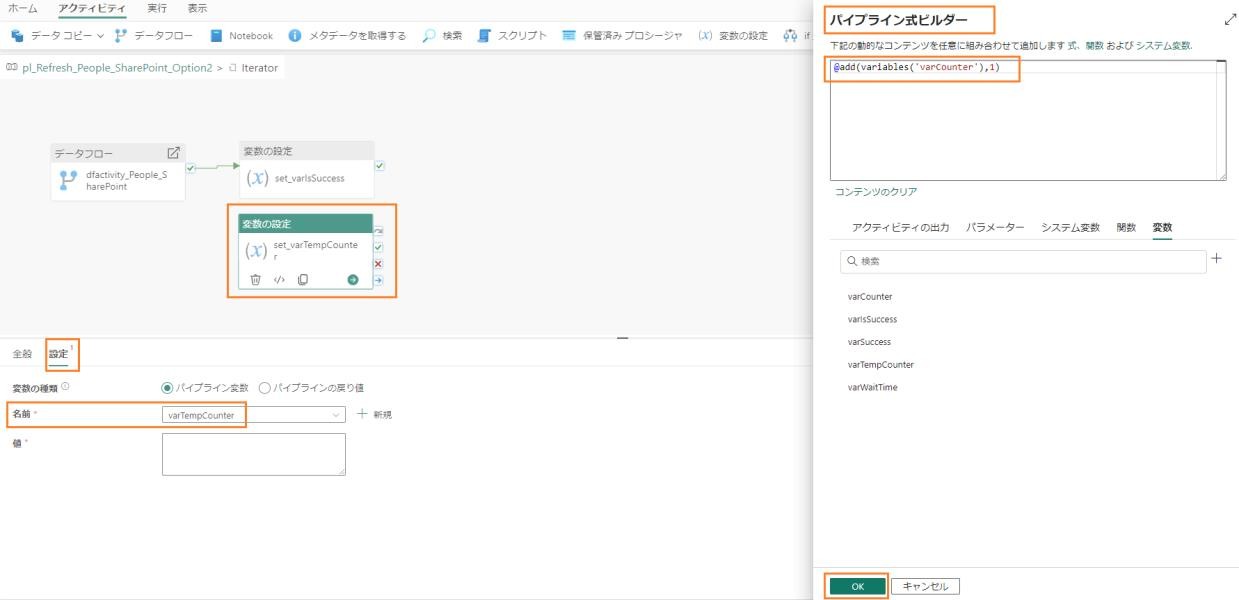 ホーム アクティビティ 実行 表示
データ コピー データフロー Notebook メタデータを取得する 検索 スクリプト 保管済み プロシージャ (x) 変数の設定 if
pl_Refresh_People_SharePoint_Option2 > Iterator
データフロー
dfactivity_People_S
harePoint
変数の設定
(x) set_varIsSuccess
変数の設定
(x) set_varTempCounte
r
全般 設定 1
変数の種類 パイプライン変数 パイプラインの戻り値
名前 * varTempCounter 新規
値 *
パイプライン式ビルダー
下記の動的なコンテンツを任意に組み合わせて追加します 式、関数 および システム変数.
@add(variables('varCounter'),1)
コンテンツのクリア
アクティビティの出力 パラメーター システム変数 関数 変数
検索
varCounter
varIsSuccess
varSuccess
varTempCounter
varWaitTime
OK キャンセル